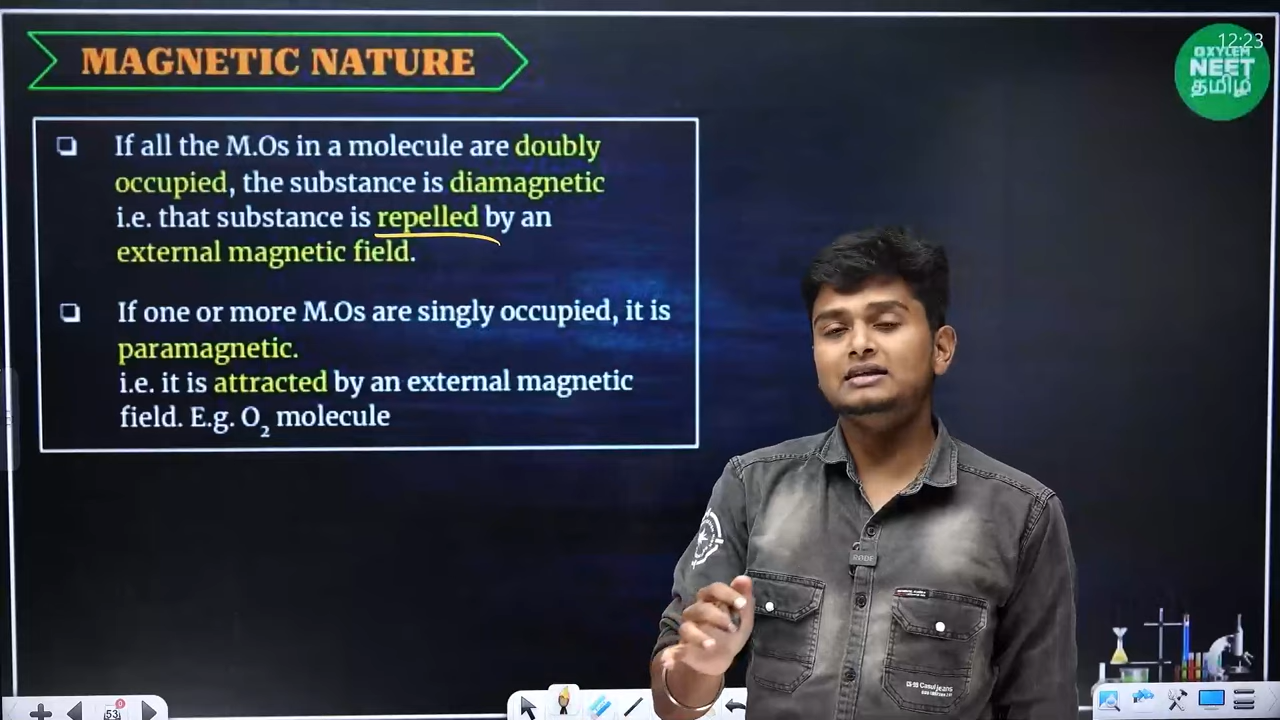 MAGNETIC NATURE
12:23
OXYLEM
NEET
தமிழ்
❑ If all the M.Os in a molecule are doubly
occupied, the substance is diamagnetic
i.e. that substance is repelled by an
external magnetic field.
❑ If one or more M.Os are singly occupied, it is
paramagnetic.
i.e. it is attracted by an external magnetic
field. E.g. O₂ molecule
53